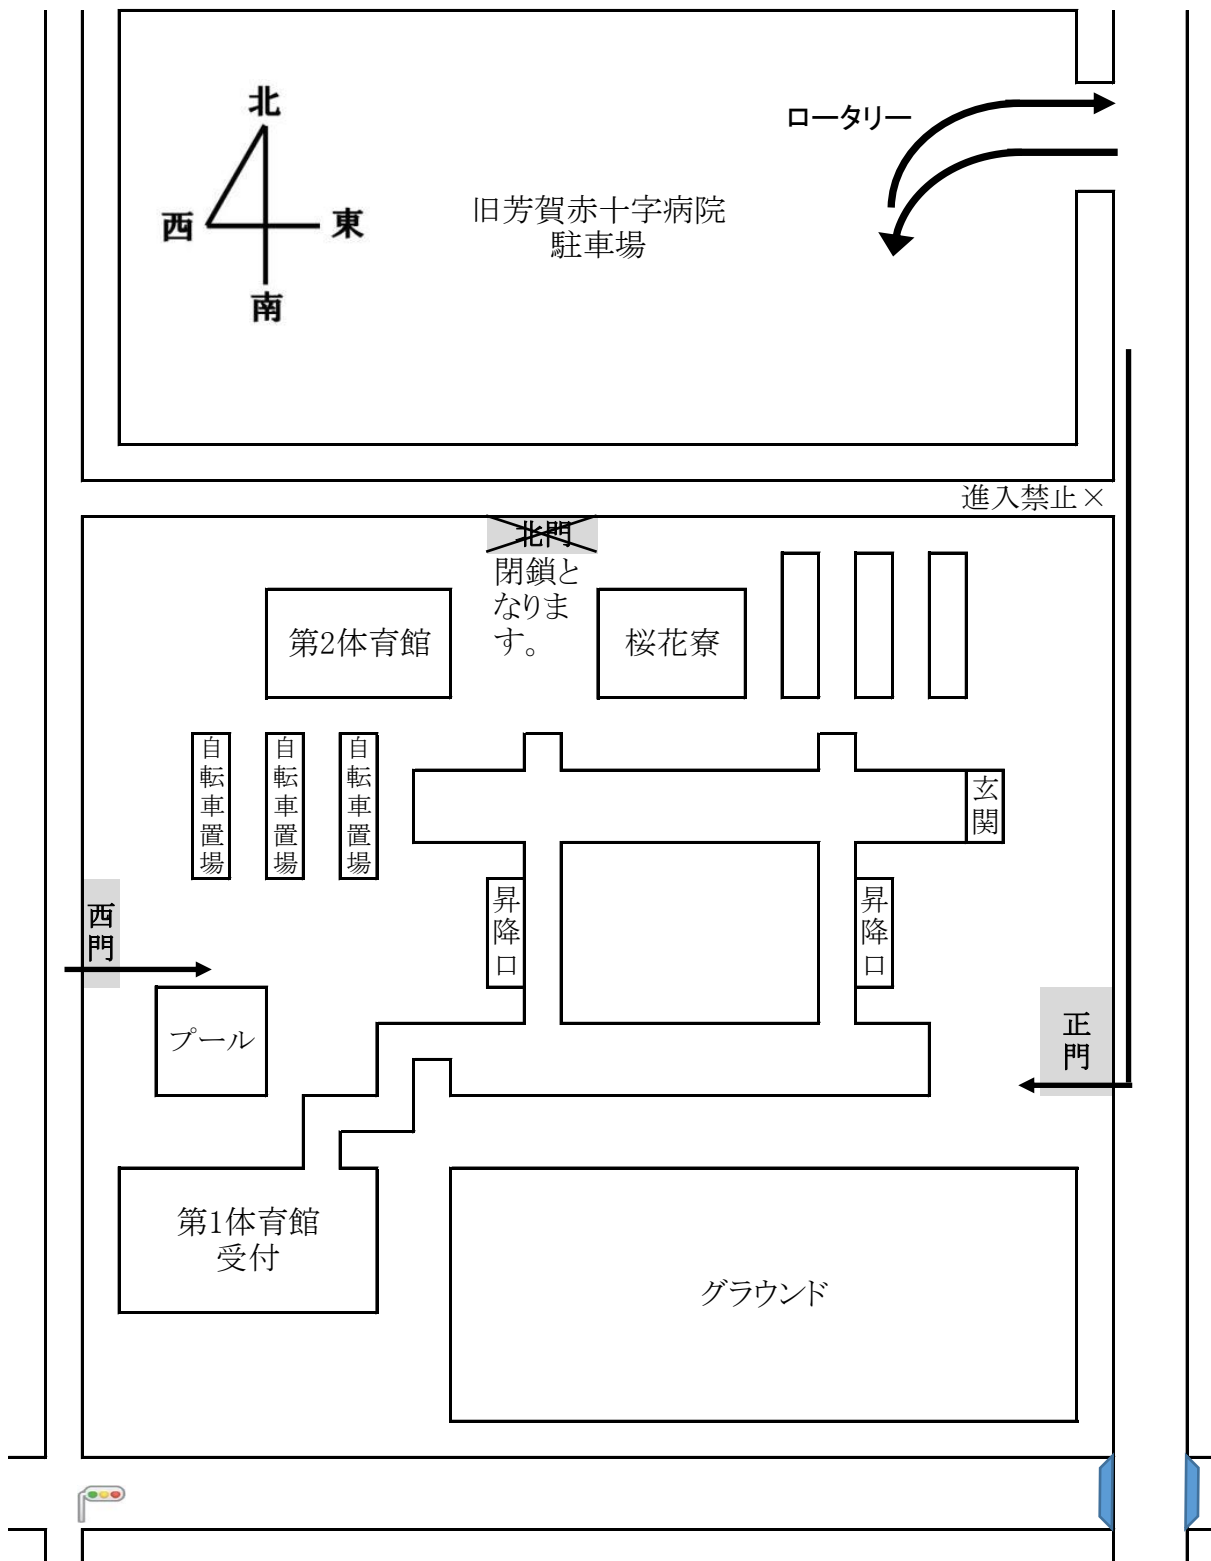 北
西
東
南
ロータリー
旧芳賀赤十字病院
駐車場
進入禁止×
北門
閉鎖と
なりま
す。
第2体育館
桜花寮
自転車置場
自転車置場
自転車置場
玄関
西門
昇降口
昇降口
プール
正門
第1体育館
受付
グラウンド